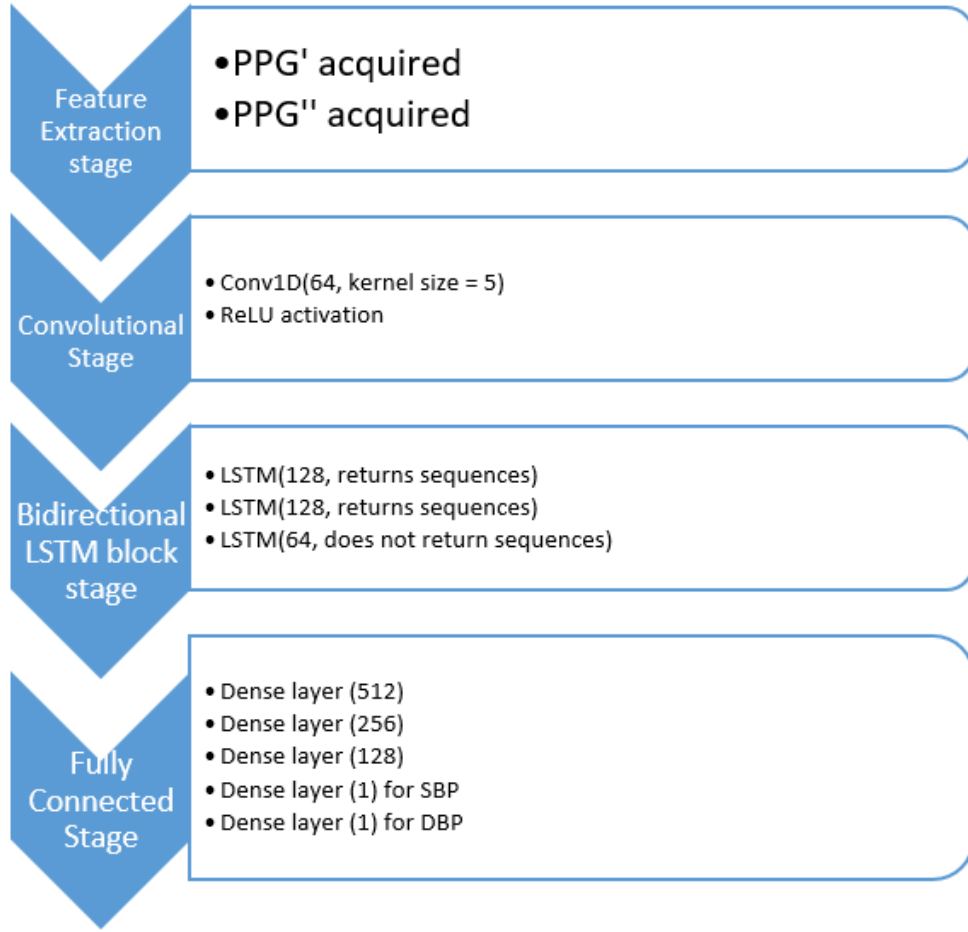 Feature
Extraction
stage
•PPG' acquired
•PPG'' acquired
Convolutional
Stage
• Conv1D(64, kernel size = 5)
• ReLU activation
Bidirectional
LSTM block
stage
• LSTM(128, returns sequences)
• LSTM(128, returns sequences)
• LSTM(64, does not return sequences)
Fully
Connected
Stage
• Dense layer (512)
• Dense layer (256)
• Dense layer (128)
• Dense layer (1) for SBP
• Dense layer (1) for DBP